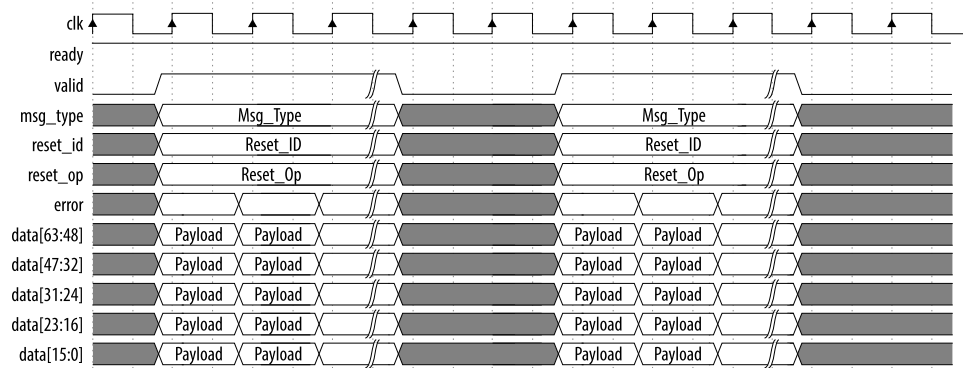 clk
ready
valid
msg_type Msg_Type Msg_Type
reset_id Reset_ID Reset_ID
reset_op Reset_Op Reset_Op
error
data[63:48] Payload Payload Payload Payload
data[47:32] Payload Payload Payload Payload
data[31:24] Payload Payload Payload Payload
data[23:16] Payload Payload Payload Payload
data[15:0] Payload Payload Payload Payload